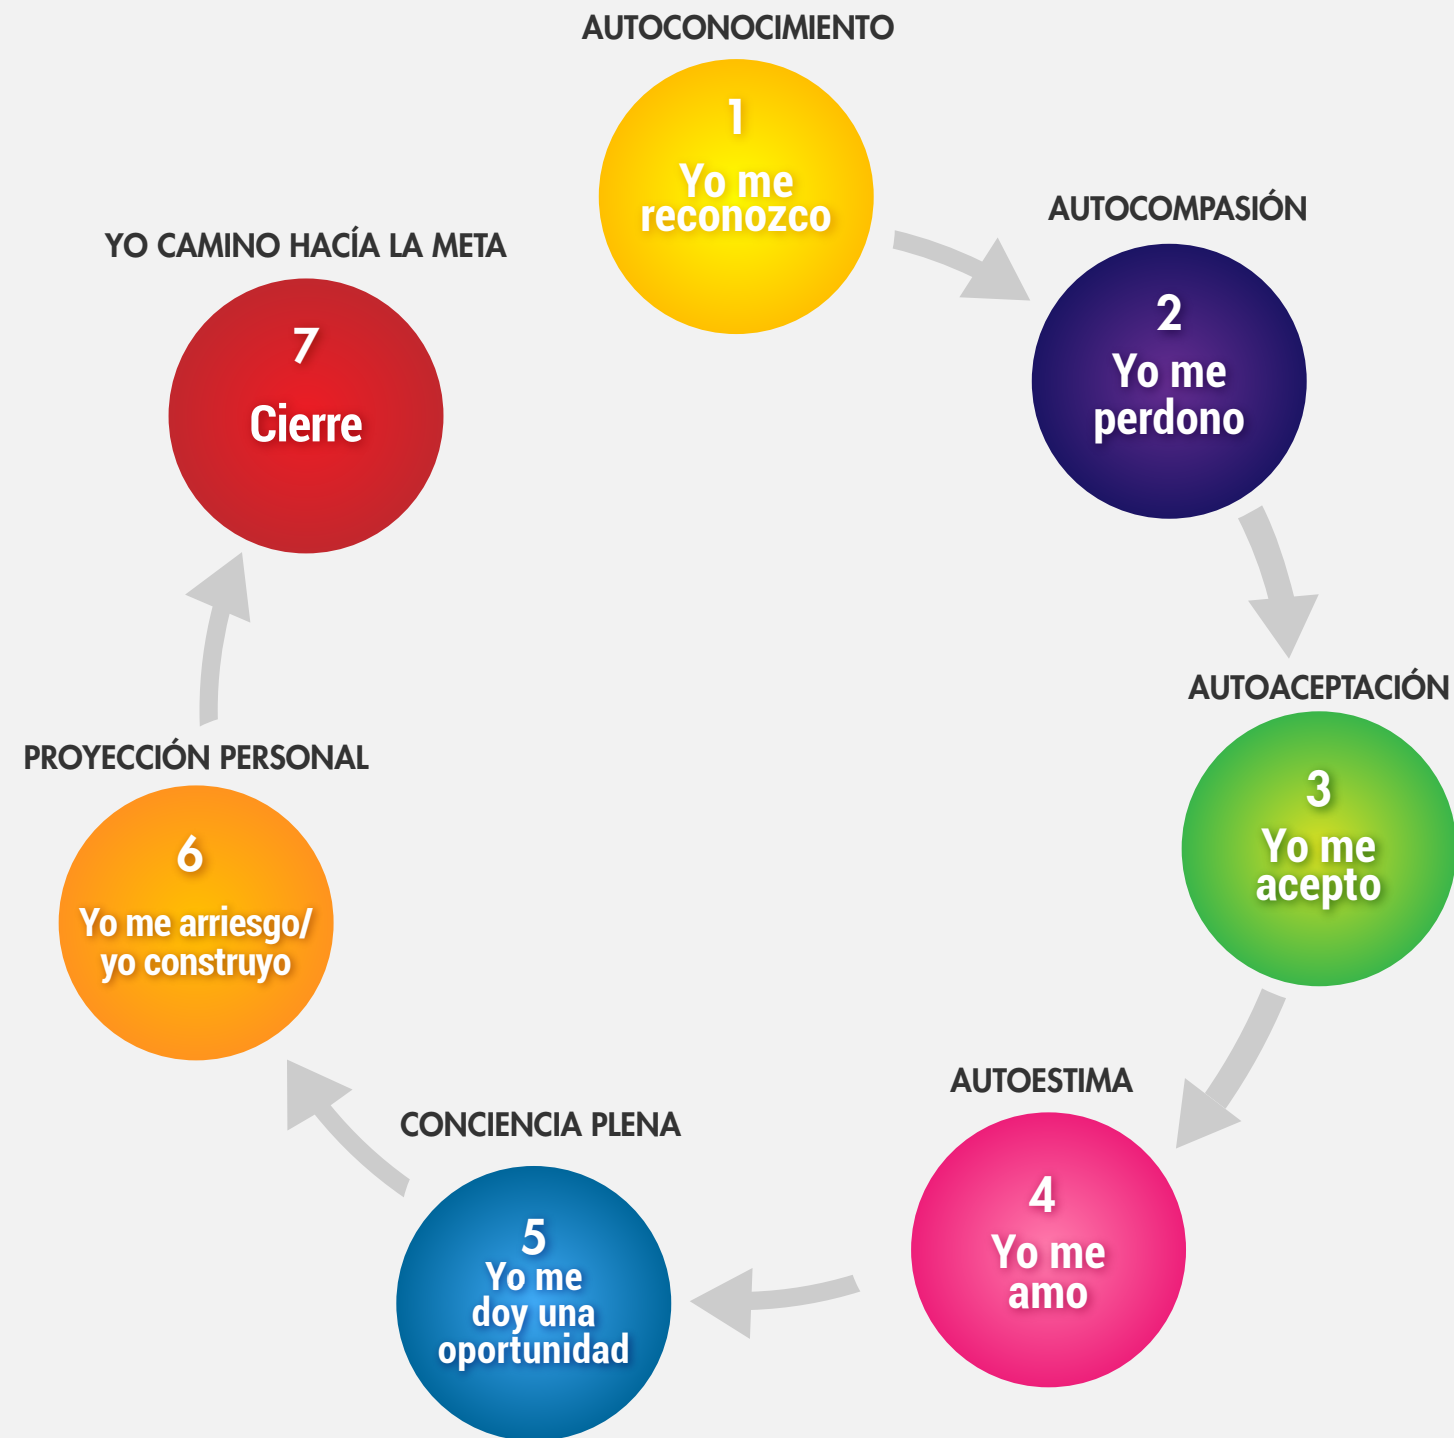 AUTOCONOCIMIENTO
1
Yo me
reconozco
AUTOCOMPASIÓN
2
Yo me
perdono
AUTOACEPTACIÓN
3
Yo me
acepto
AUTOESTIMA
4
Yo me
amo
CONCIENCIA PLENA
5
Yo me
doy una
oportunidad
PROYECCIÓN PERSONAL
6
Yo me arriesgo/
yo construyo
YO CAMINO HACÍA LA META
7
Cierre